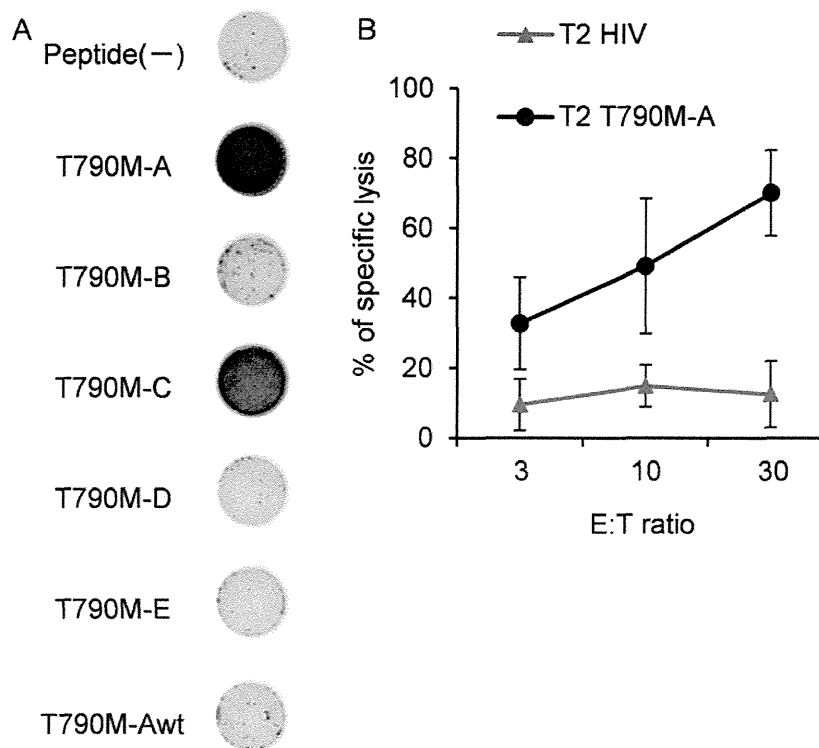 A
Peptide(－)
T790M-A
T790M-B
T790M-C
T790M-D
T790M-E
T790M-Awt
B
T2 HIV
T2 T790M-A
% of specific lysis
100
80
60
40
20
0
3 10 30
E:T ratio